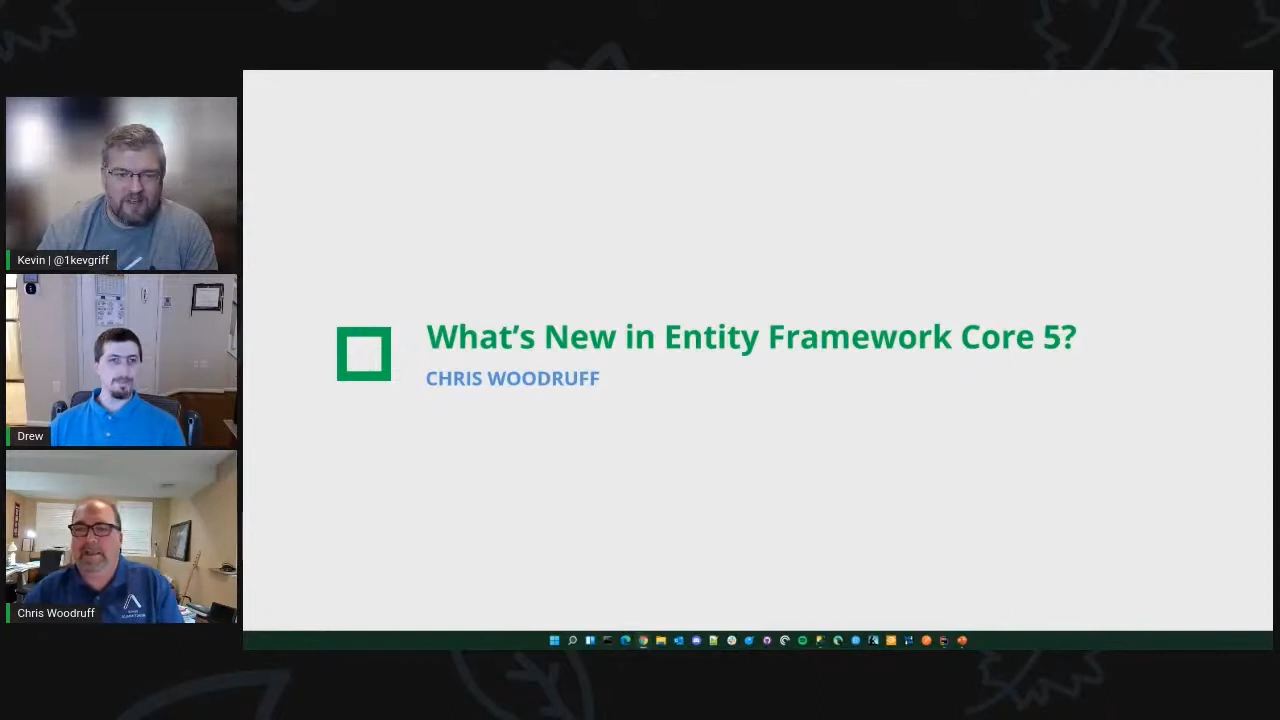 Kevin | @1kevgriff
Drew
Chris Woodruff
What's New in Entity Framework Core 5?
CHRIS WOODRUFF